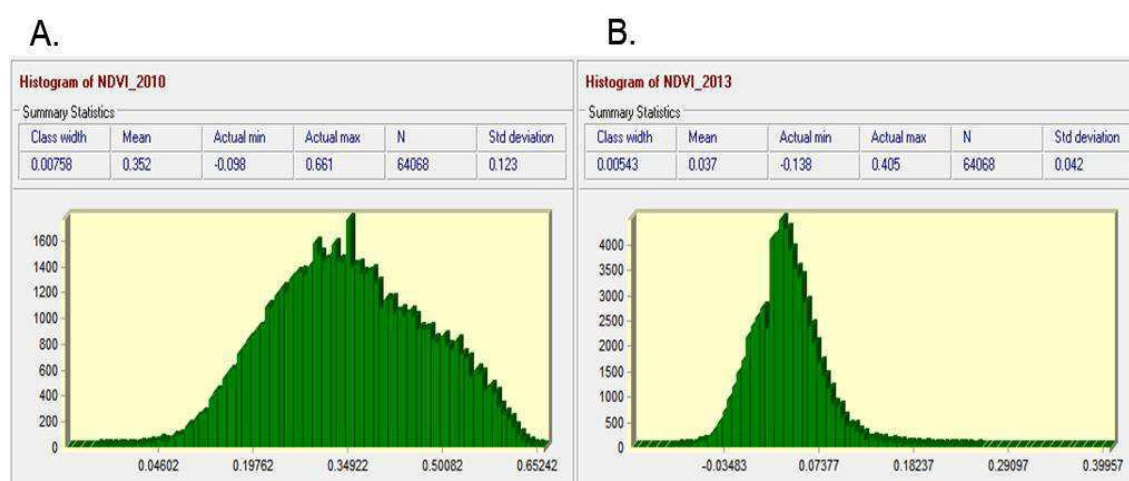 A.
Histogram of NDVI_2010
Summary Statistics
Class width Mean Actual min Actual max N Std deviation
0.00758 0.352 -0.098 0.661 64068 0.123
1600
1400
1200
1000
800
600
400
200
0
0.04602 0.19762 0.34922 0.50082 0.65242
B.
Histogram of NDVI_2013
Summary Statistics
Class width Mean Actual min Actual max N Std deviation
0.00543 0.037 -0.138 0.405 64068 0.042
4000
3500
3000
2500
2000
1500
1000
500
0
-0.03483 0.07377 0.18237 0.29097 0.39957